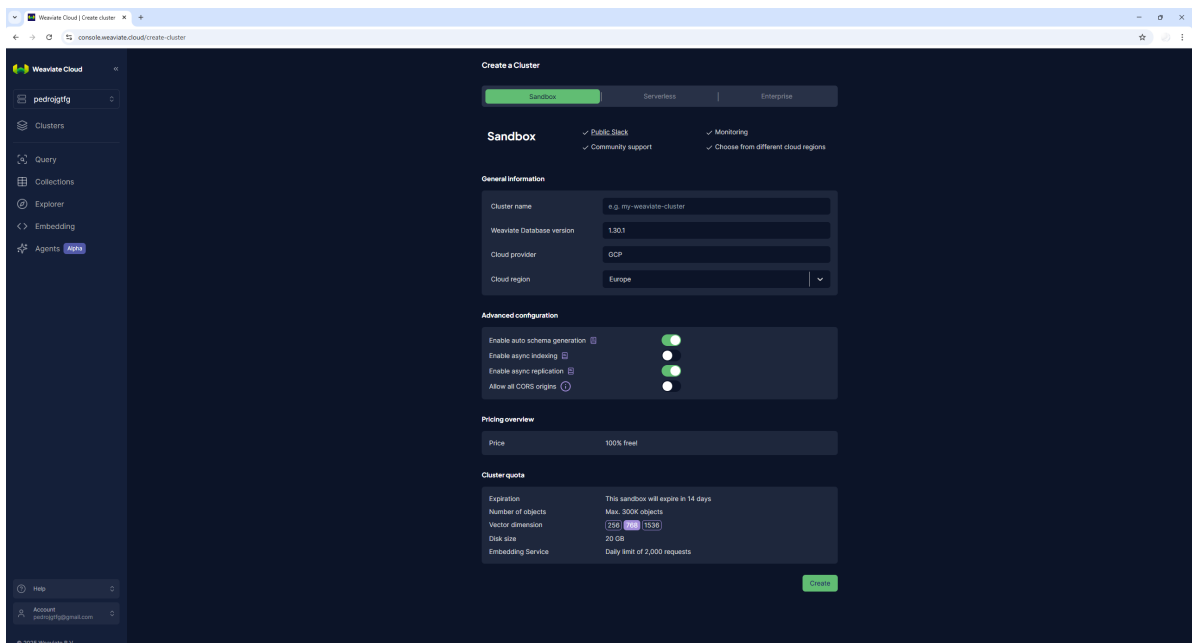 Weaviate Cloud | Create cluster
console.weaviate.cloud/create-cluster
Weaviate Cloud
pedrojgtfg
Clusters
Query
Collections
Explorer
Embedding
Agents Alpha
Help
Account
pedrojgtfg@gmail.com
© 2025 Weaviate B.V.
Create a Cluster
Sandbox Serverless Enterprise
Sandbox
Public Slack
Monitoring
Community support
Choose from different cloud regions
General information
Cluster name e.g. my-weaviate-cluster
Weaviate Database version 1.30.1
Cloud provider GCP
Cloud region Europe
Advanced configuration
Enable auto schema generation
Enable async indexing
Enable async replication
Allow all CORS origins
Pricing overview
Price 100% free!
Cluster quota
Expiration This sandbox will expire in 14 days
Number of objects Max. 300K objects
Vector dimension 256 768 1536
Disk size 20 GB
Embedding Service Daily limit of 2,000 requests
Create